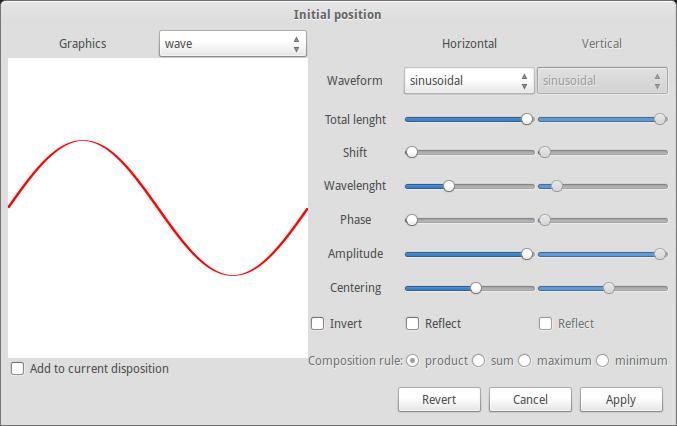 Initial position
Graphics wave Horizontal Vertical
Waveform sinusoidal sinusoidal
Total lenght
Shift
Wavelenght
Phase
Amplitude
Centering
Invert Reflect Reflect
Composition rule: product sum maximum minimum
Add to current disposition
Revert Cancel Apply